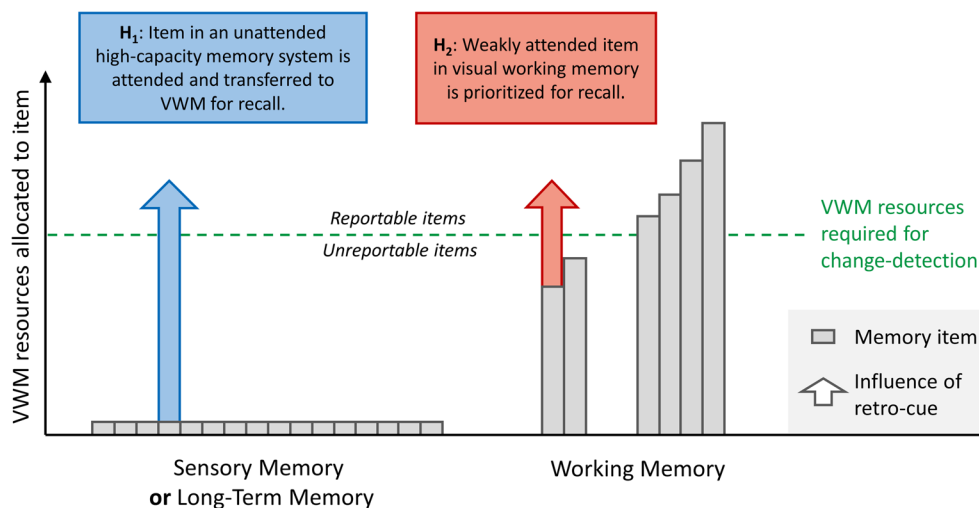 H₁: Item in an unattended
high-capacity memory system is
attended and transferred to
VWM for recall.
H₂: Weakly attended item
in visual working memory
is prioritized for recall.
VWM resources allocated to item
Reportable items
Unreportable items
VWM resources
required for
change-detection
Memory item
Influence of
retro-cue
Sensory Memory
or Long-Term Memory
Working Memory